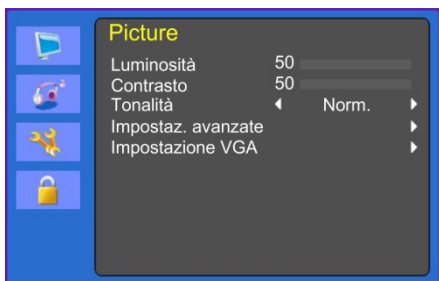 Picture
Luminosità 50
Contrasto 50
Tonalità Norm.
Impostaz. avanzate
Impostazione VGA